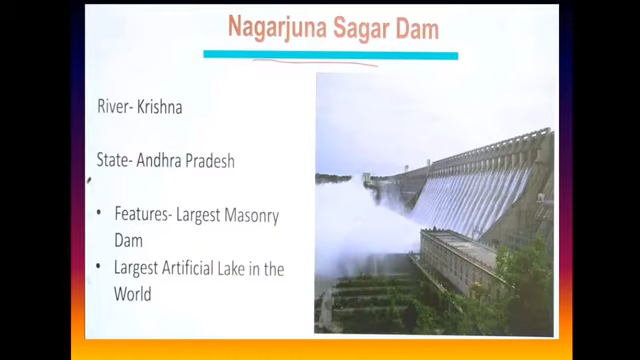 Nagarjuna Sagar Dam
River- Krishna
State- Andhra Pradesh
• Features- Largest Masonry
Dam
• Largest Artificial Lake in the
World